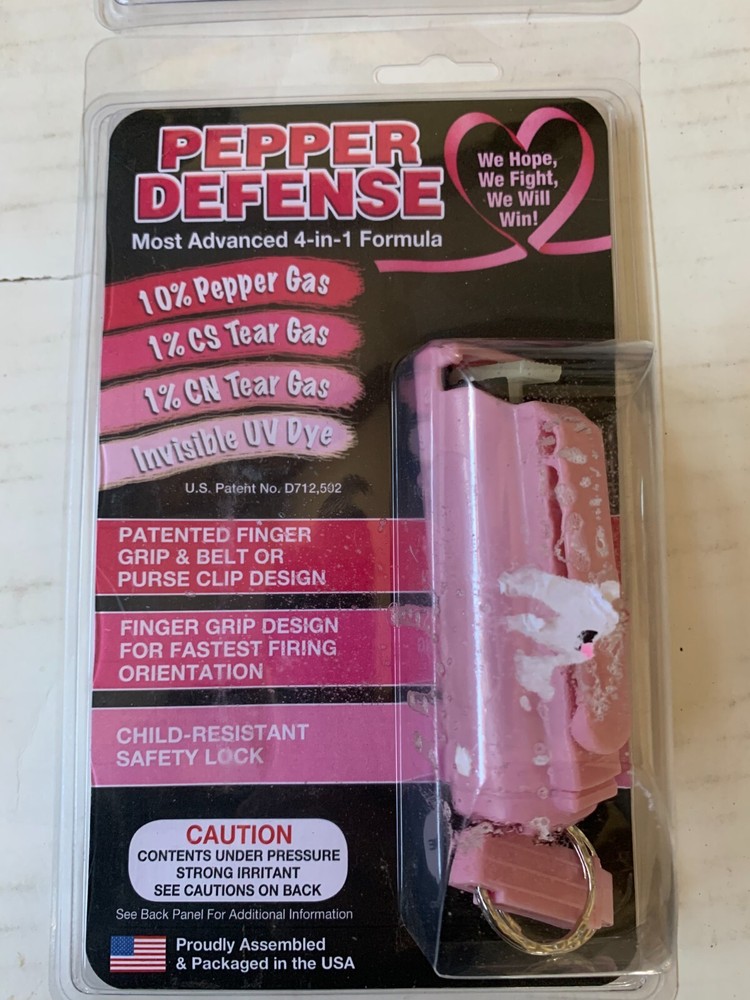 PEPPER
DEFENSE
Most Advanced 4-in-1 Formula
We Hope,
We Fight,
We Will
Win!
10% Pepper Gas
1% CS Tear Gas
1% CN Tear Gas
Invisible UV Dye
U.S. Patent No. D712,502
PATENTED FINGER
GRIP & BELT OR
PURSE CLIP DESIGN
FINGER GRIP DESIGN
FOR FASTEST FIRING
ORIENTATION
CHILD-RESISTANT
SAFETY LOCK
CAUTION
CONTENTS UNDER PRESSURE
STRONG IRRITANT
SEE CAUTIONS ON BACK
See Back Panel For Additional Information
Proudly Assembled
& Packaged in the USA